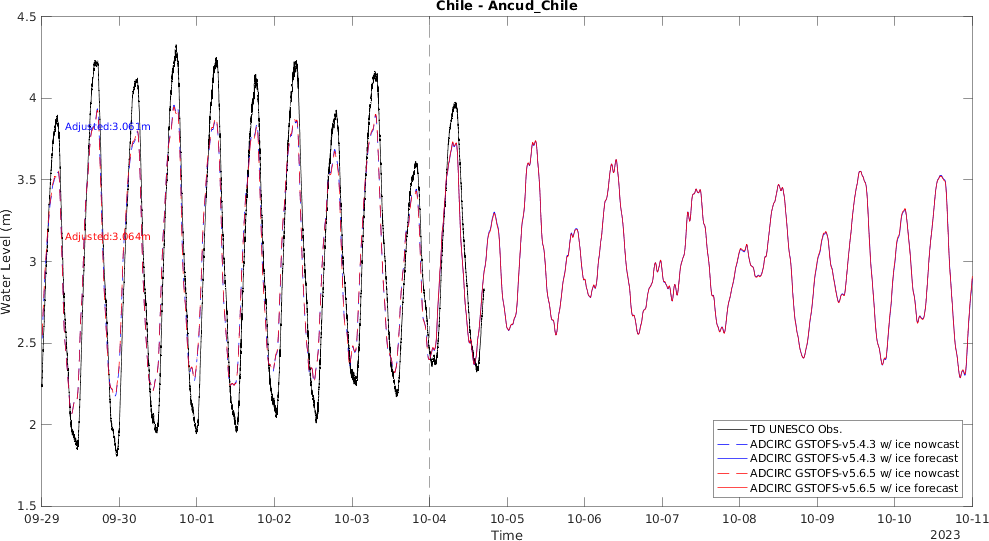 Chile - Ancud_Chile
4.5
4
3.5
3
2.5
2
1.5
Water Level (m)
Adjusted:3.061m
Adjusted:3.064m
TD UNESCO Obs.
ADCIRC GSTOFS-v5.4.3 w/ ice nowcast
ADCIRC GSTOFS-v5.4.3 w/ ice forecast
ADCIRC GSTOFS-v5.6.5 w/ ice nowcast
ADCIRC GSTOFS-v5.6.5 w/ ice forecast
09-29 09-30 10-01 10-02 10-03 10-04 10-05 10-06 10-07 10-08 10-09 10-10 10-11
Time
2023